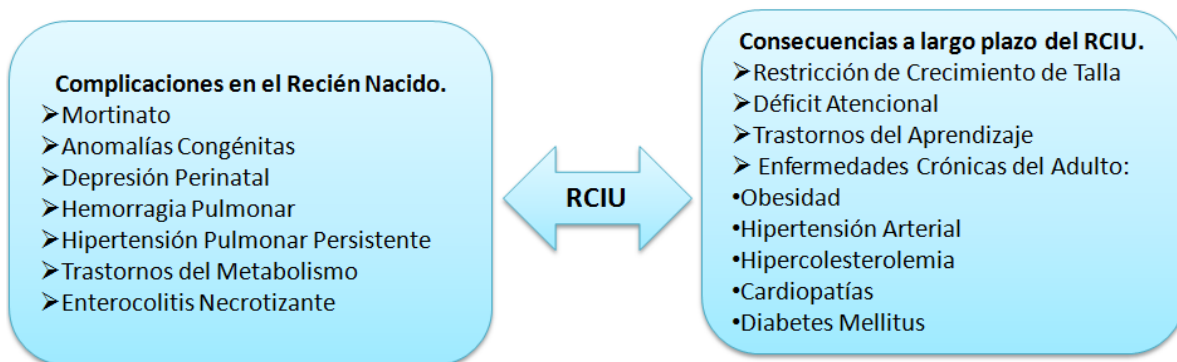 Complicaciones en el Recién Nacido.
➢Mortinato
➢Anomalías Congénitas
➢Depresión Perinatal
➢Hemorragia Pulmonar
➢Hipertensión Pulmonar Persistente
➢Trastornos del Metabolismo
➢Enterocolitis Necrotizante
RCIU
Consecuencias a largo plazo del RCIU.
➢Restricción de Crecimiento de Talla
➢Déficit Atencional
➢Trastornos del Aprendizaje
➢ Enfermedades Crónicas del Adulto:
•Obesidad
•Hipertensión Arterial
•Hipercolesterolemia
•Cardiopatías
•Diabetes Mellitus